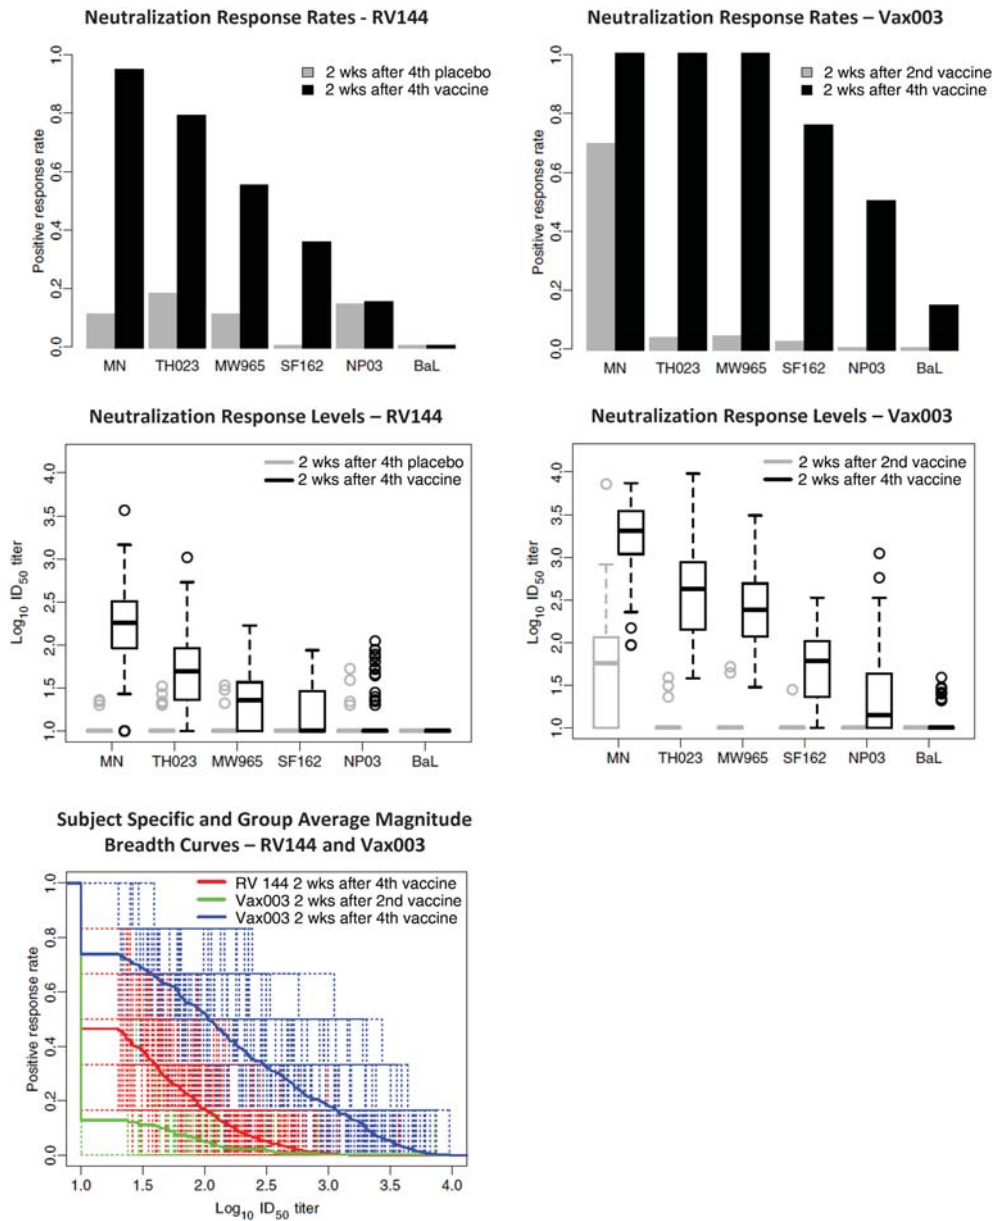 Neutralization Response Rates - RV144
2 wks after 4th placebo
2 wks after 4th vaccine
Positive response rate
0.0 0.2 0.4 0.6 0.8 1.0
MN TH023 MW965 SF162 NP03 BaL
Neutralization Response Rates – Vax003
2 wks after 2nd vaccine
2 wks after 4th vaccine
Positive response rate
0.0 0.2 0.4 0.6 0.8 1.0
MN TH023 MW965 SF162 NP03 BaL
Neutralization Response Levels – RV144
2 wks after 4th placebo
2 wks after 4th vaccine
Log10 ID50 titer
1.0 1.5 2.0 2.5 3.0 3.5 4.0
MN TH023 MW965 SF162 NP03 BaL
Neutralization Response Levels – Vax003
2 wks after 2nd vaccine
2 wks after 4th vaccine
Log10 ID50 titer
1.0 1.5 2.0 2.5 3.0 3.5 4.0
MN TH023 MW965 SF162 NP03 BaL
Subject Specific and Group Average Magnitude
Breadth Curves – RV144 and Vax003
RV 144 2 wks after 4th vaccine
Vax003 2 wks after 2nd vaccine
Vax003 2 wks after 4th vaccine
Positive response rate
0.0 0.2 0.4 0.6 0.8 1.0
1.0 1.5 2.0 2.5 3.0 3.5 4.0
Log10 ID50 titer